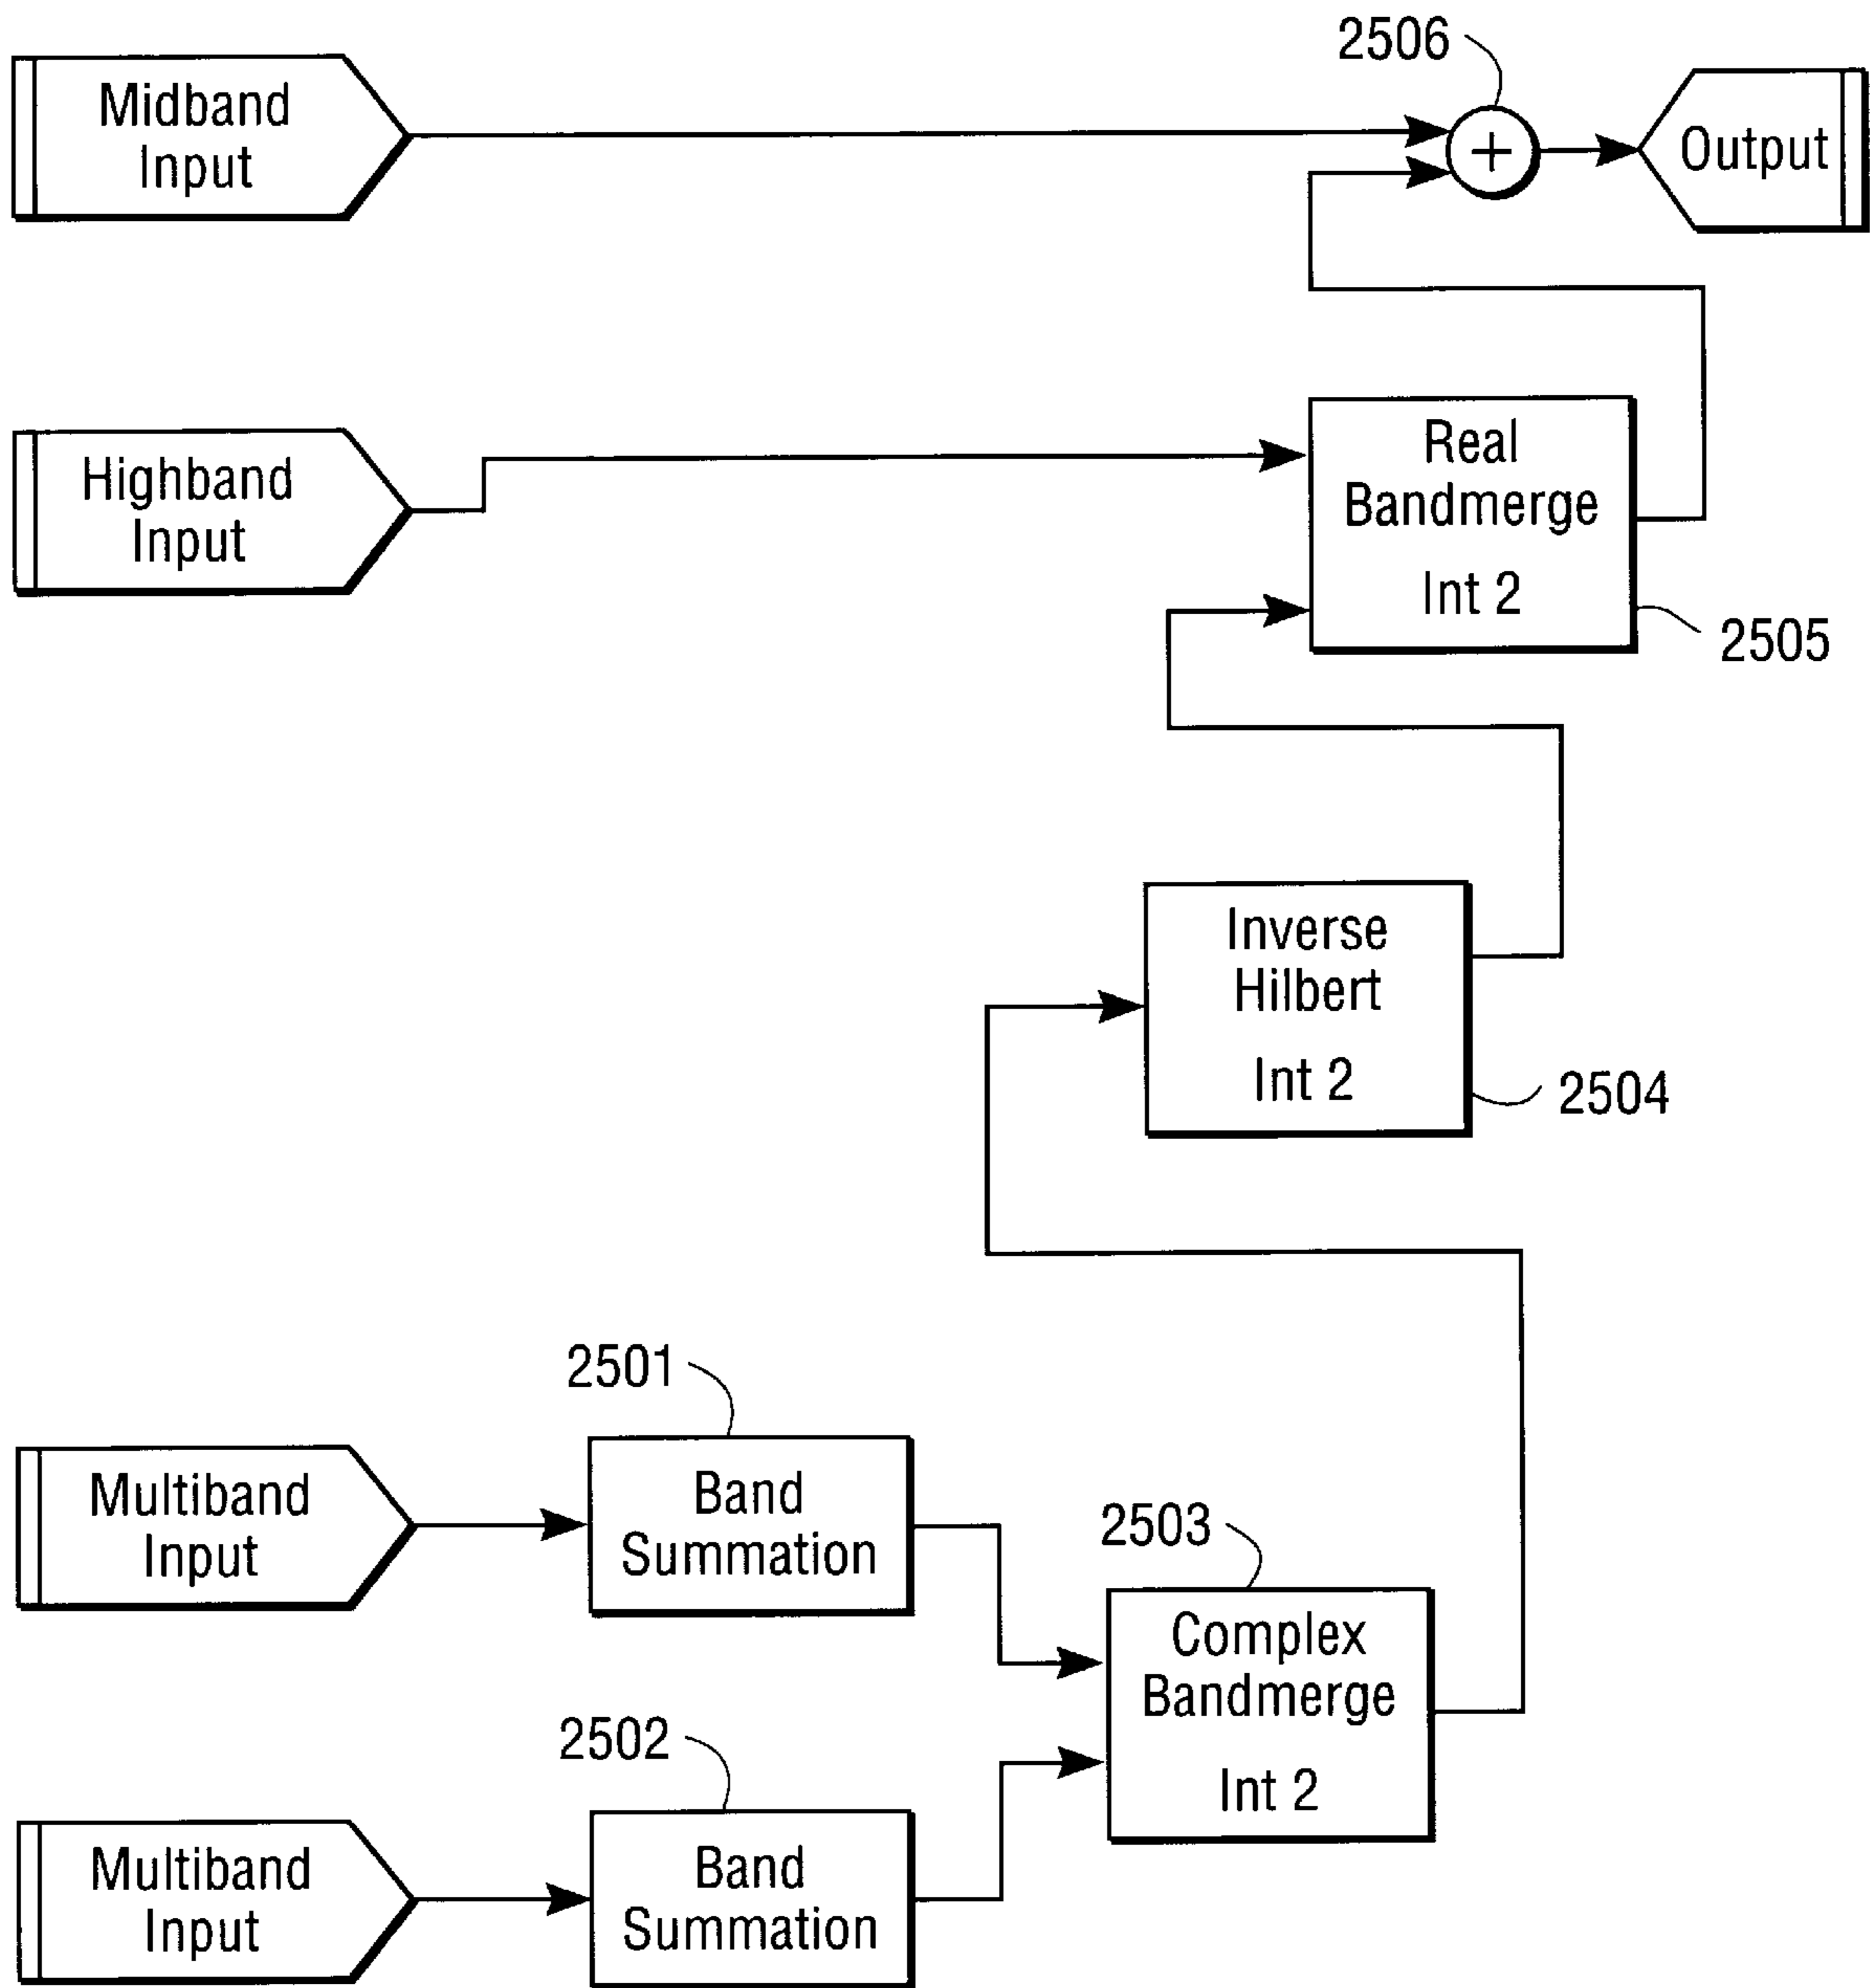 2506
Midband
Input
Output
Highband
Input
Real
Bandmerge
Int 2
2505
Inverse
Hilbert
Int 2
2504
2501
Multiband
Input
Band
Summation
2503
Complex
Bandmerge
Int 2
2502
Multiband
Input
Band
Summation